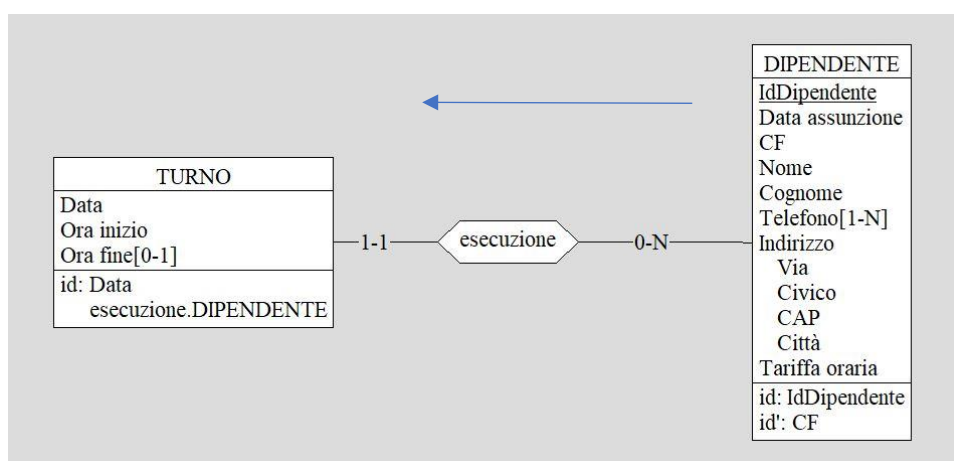 TURNO
Data
Ora inizio
Ora fine[0-1]
id: Data
esecuzione.DIPENDENTE
1-1
esecuzione
0-N
DIPENDENTE
IdDipendente
Data assunzione
CF
Nome
Cognome
Telefono[1-N]
Indirizzo
Via
Civico
CAP
Città
Tariffa oraria
id: IdDipendente
id': CF